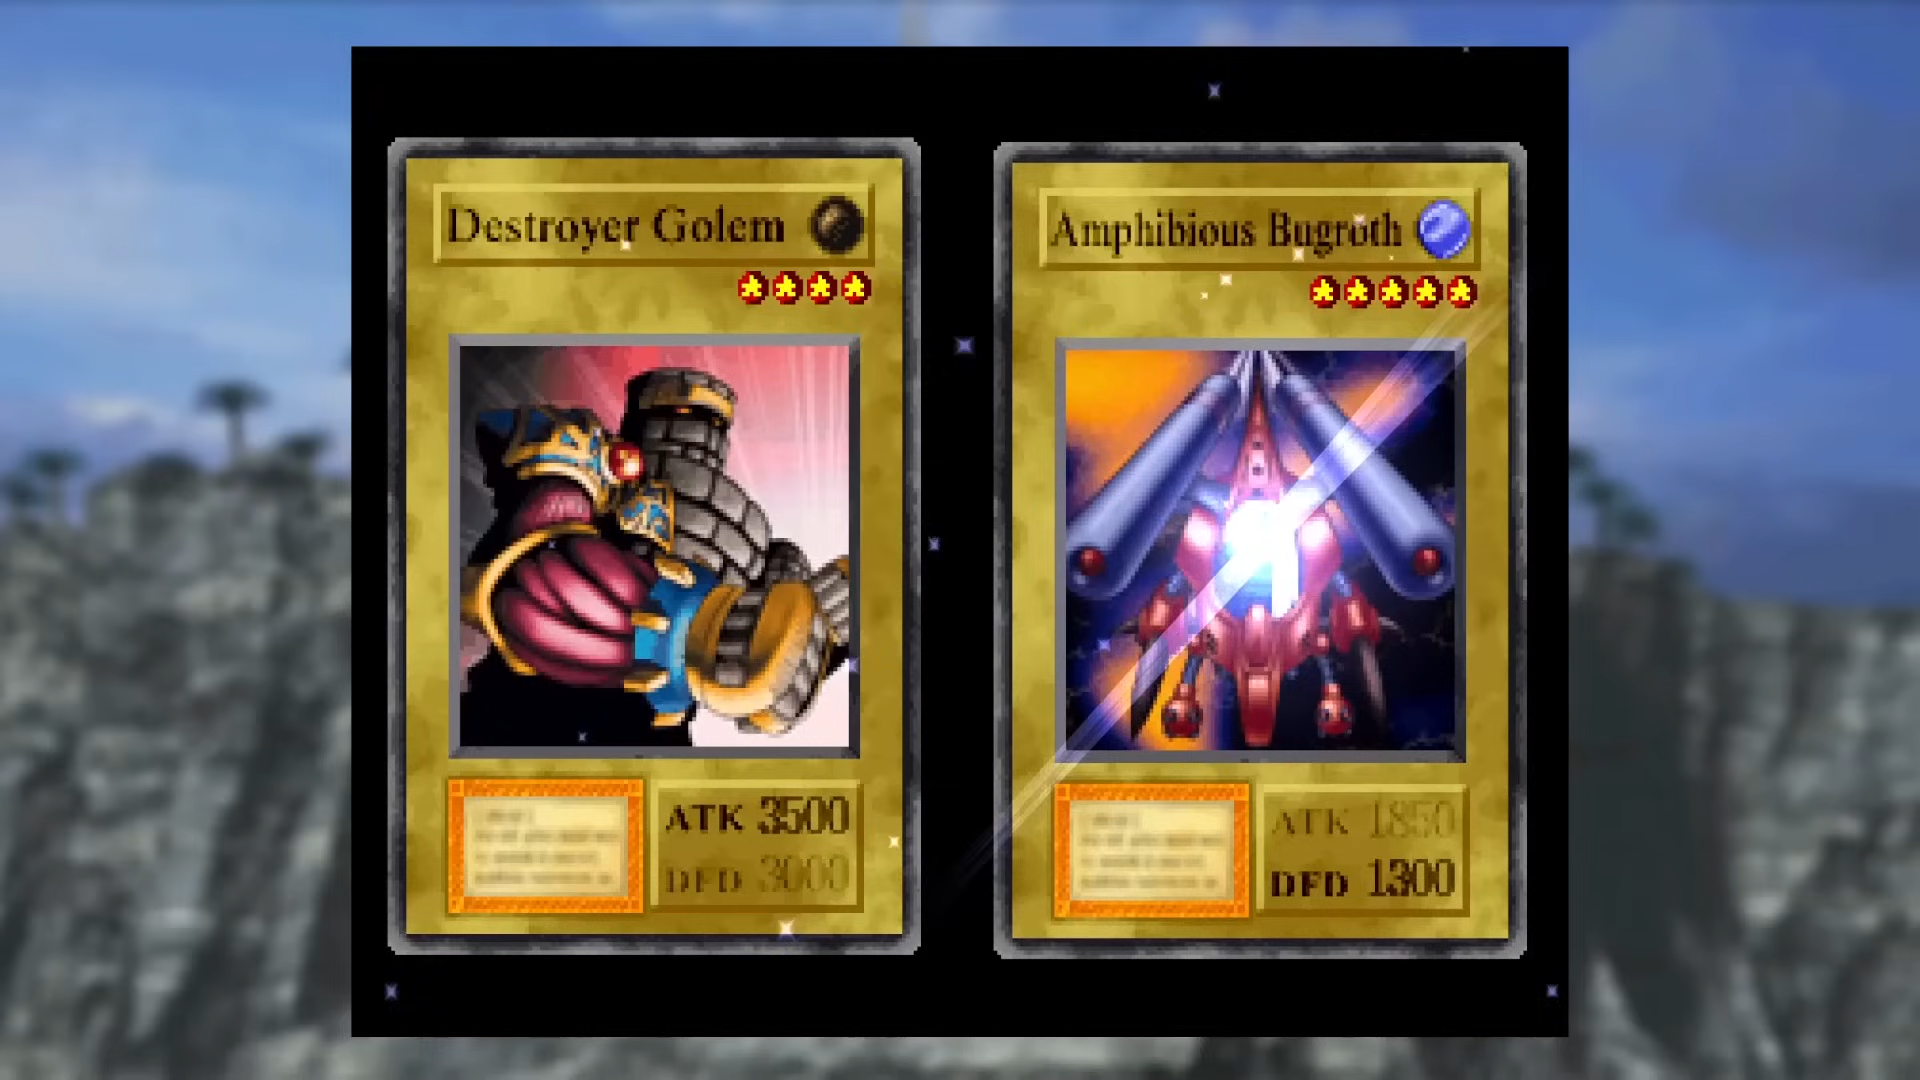 Destroyer Golem
ATK 3500
DFD 3000
Amphibious Bugroth
ATK 1850
DFD 1300